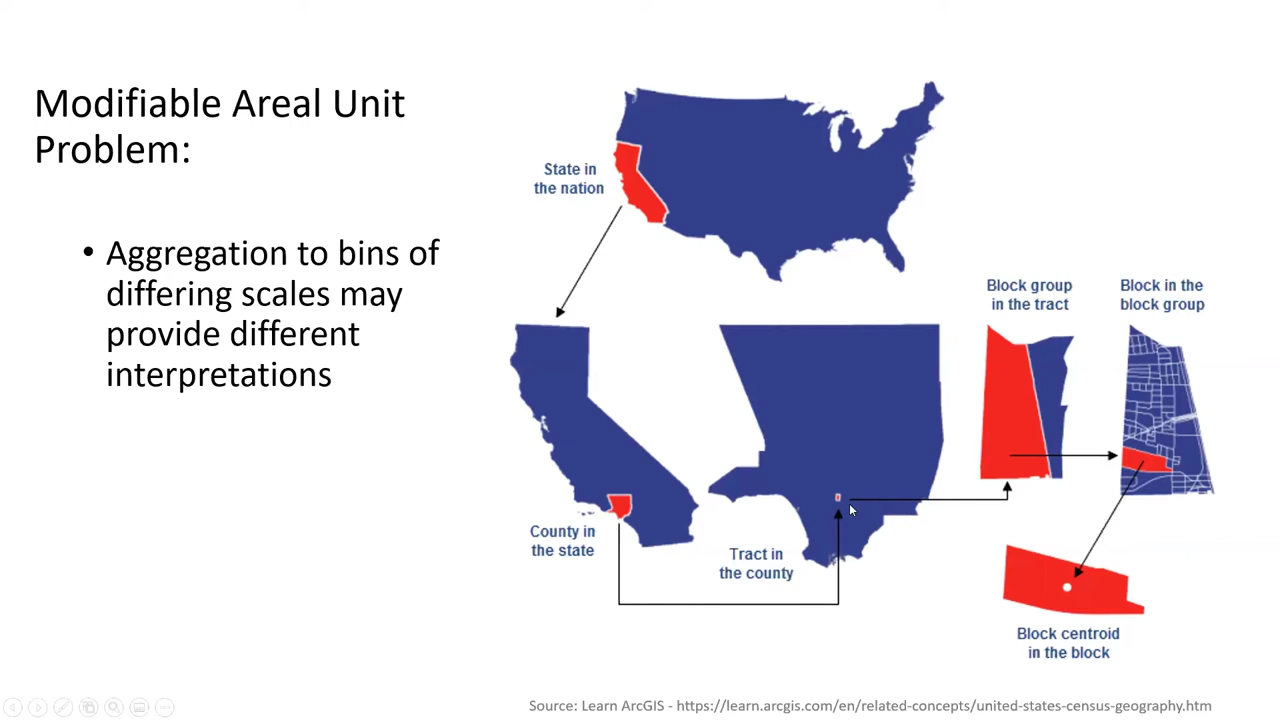 Modifiable Areal Unit
Problem:
• Aggregation to bins of
differing scales may
provide different
interpretations
State in
the nation
County in
the state
Tract in
the county
Block group
in the tract
Block in the
block group
Block centroid
in the block
Source: Learn ArcGIS - https://learn.arcgis.com/en/related-concepts/united-states-census-geography.htm